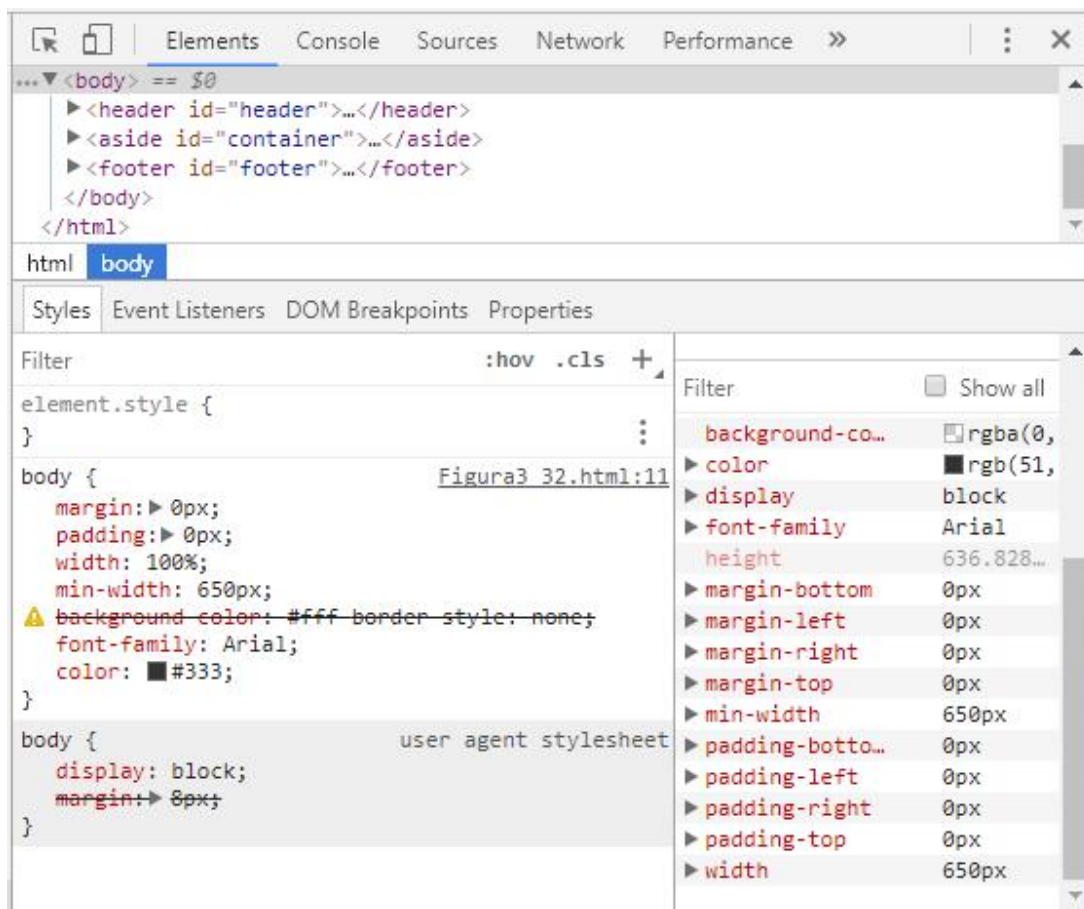 Elements Console Sources Network Performance »
...▼<body> == $0
▶<header id="header">…</header>
▶<aside id="container">…</aside>
▶<footer id="footer">…</footer>
</body>
</html>
html body
Styles Event Listeners DOM Breakpoints Properties
Filter :hov .cls +
element.style {
}
body { Figura3 32.html:11
margin:▶ 0px;
padding:▶ 0px;
width: 100%;
min-width: 650px;
background-color: #fff border-style: none;
font-family: Arial;
color: #333;
}
body { user agent stylesheet
display: block;
margin:▶ 8px;
}
Filter Show all
background-co… rgba(0,
▶color rgb(51,
▶display block
▶font-family Arial
height 636.828…
▶margin-bottom 0px
▶margin-left 0px
▶margin-right 0px
▶margin-top 0px
▶min-width 650px
▶padding-botto… 0px
▶padding-left 0px
▶padding-right 0px
▶padding-top 0px
▶width 650px